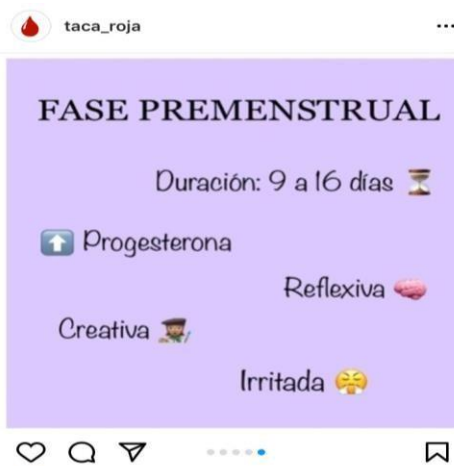 taca_roja
FASE PREMENSTRUAL
Duración: 9 a 16 días ⏳
⬆️ Progesterona
Reflexiva 🧠
Creativa 👩🏽‍🎨
Irritada 😤